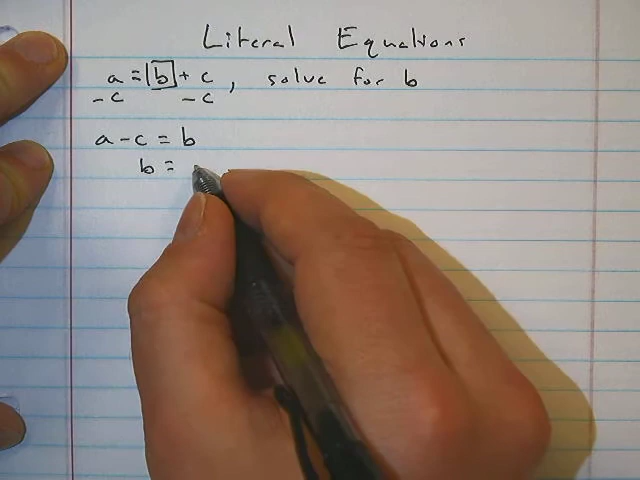 Literal Equations
a = b + c, solve for b
-c -c
a - c = b
b =